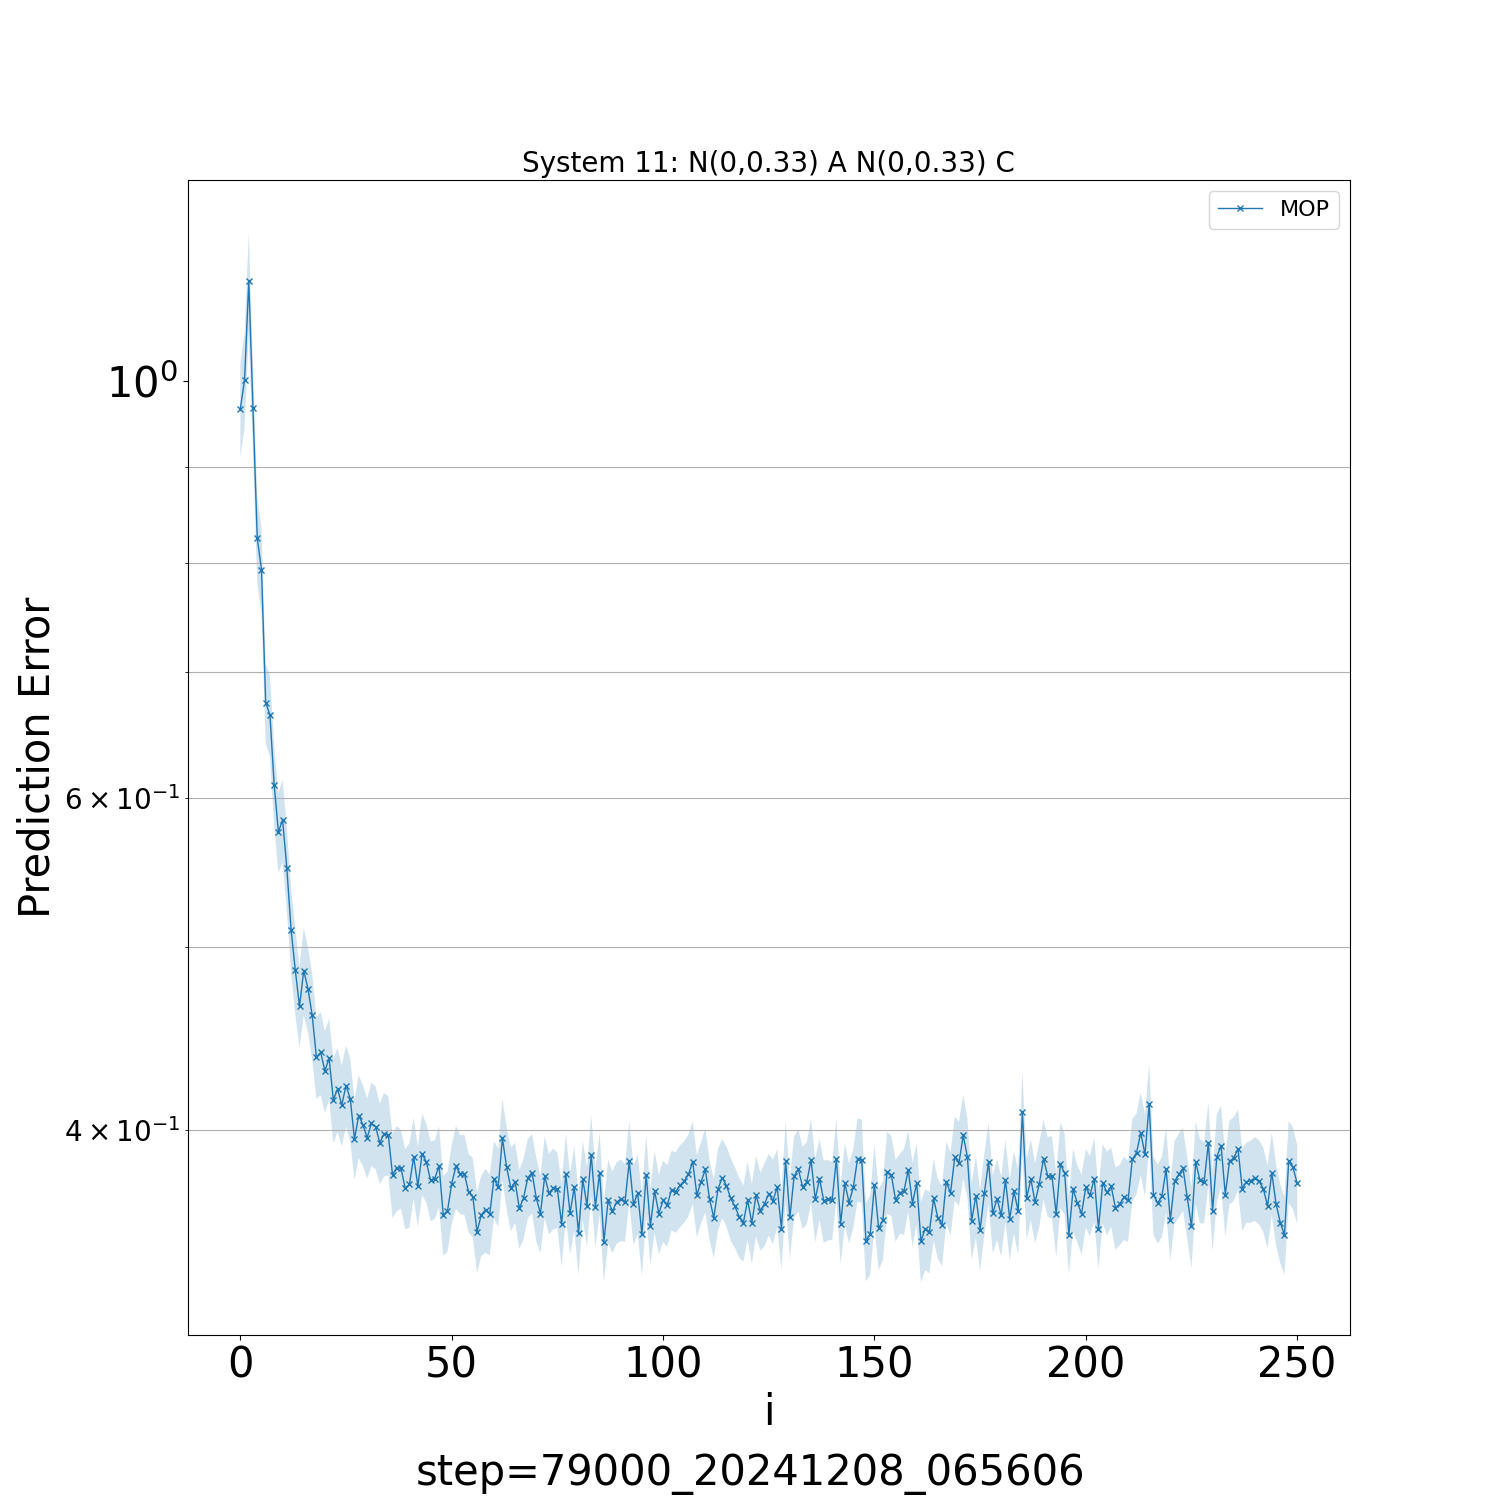 System 11: N(0,0.33) A N(0,0.33) C
MOP
10⁰
6 × 10⁻¹
4 × 10⁻¹
Prediction Error
0 50 100 150 200 250
i
step=79000_20241208_065606